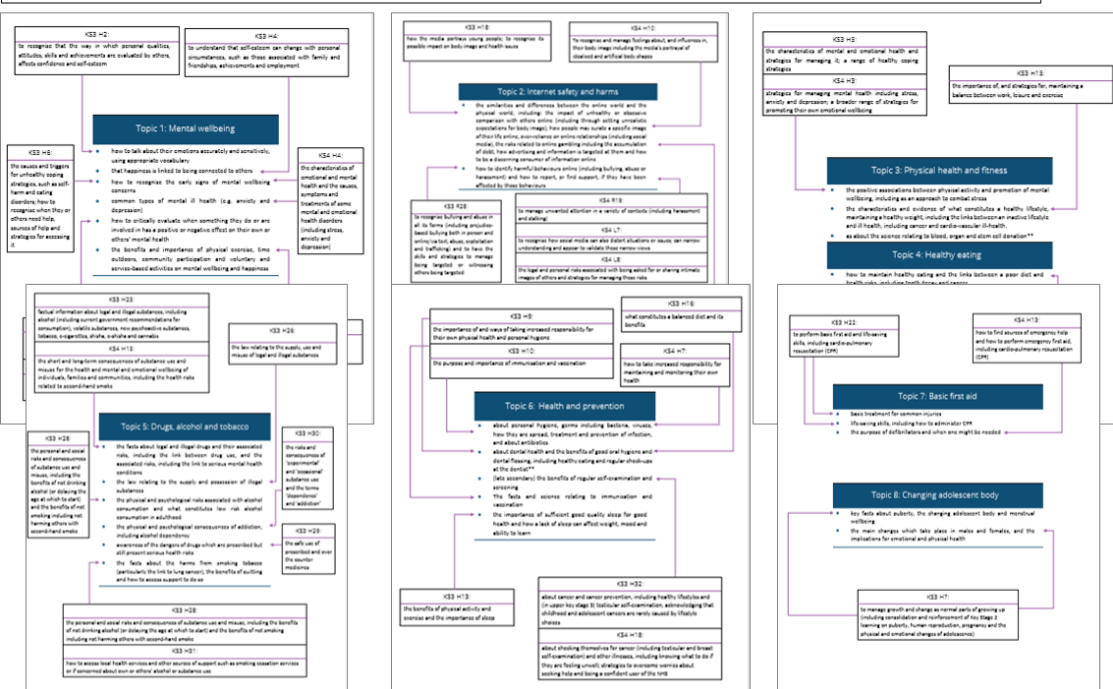 KS3 H2:
to recognise that the way in which personal qualities,
attitudes, skills and achievements are evaluated by others,
affects confidence and self-esteem
KS3 H4:
to understand that self-esteem can change with personal
circumstances, such as those associated with family and
friendships, achievements and employment
Topic 1: Mental wellbeing
how to talk about their emotions accurately and sensitively,
using appropriate vocabulary
that happiness is linked to being connected to others
how to recognise the early signs of mental wellbeing
concerns
common types of mental ill health (e.g. anxiety and
depression)
how to critically evaluate when something they do or are
involved in has a positive or negative effect on their own or
others' mental health
the benefits and importance of physical exercise, time
outdoors, community participation and voluntary and
service-based activities on mental wellbeing and happiness
KS3 H6:
the causes and triggers
for unhealthy coping
strategies, such as self-
harm and eating
disorders; how to
recognise when they or
others need help,
sources of help and
strategies for accessing
it
KS4 H4:
the characteristics of
emotional and mental
health and the causes,
symptoms and
treatments of some
mental and emotional
health disorders
(including stress,
anxiety and
depression)
KS3 H18:
how the media portrays young people; to recognise its
possible impact on body image and health issues
KS4 H10:
To recognise and manage feelings about, and influences on,
their body image including the media's portrayal of
idealised and artificial body shapes
Topic 2: Internet safety and harms
the similarities and differences between the online world and the
physical world, including: the impact of unhealthy or obsessive
comparison with others online (including through setting unrealistic
expectations for body image), how people may curate a specific image
of their life online, over-reliance on online relationships (including social
media), the risks related to online gambling including the accumulation
of debt, how advertising and information is targeted at them and how
to be a discerning consumer of information online
how to identify harmful behaviours online (including bullying, abuse or
harassment) and how to report, or find support, if they have been
affected by those behaviours
KS3 R28:
to recognise bullying and abuse in
all its forms (including prejudice-
based bullying both in person and
online/via text, abuse, exploitation
and trafficking) and to have the
skills and strategies to manage
being targeted or witnessing
others being targeted
KS4 R19:
to manage unwanted attention in a variety of contexts (including harassment
and stalking)
KS4 L7:
to recognise how social media can also distort situations or issues; can narrow
understanding and appear to validate those narrow views
KS4 L8:
the legal and personal risks associated with being asked for or sharing intimate
images of others and strategies for managing those risks
KS3 H5:
the characteristics of mental and emotional health and
strategies for managing it; a range of healthy coping
strategies
KS4 H3:
strategies for managing mental health including stress,
anxiety and depression; a broader range of strategies for
promoting their own emotional wellbeing
KS3 H13:
the importance of, and strategies for, maintaining a
balance between work, leisure and exercise
Topic 3: Physical health and fitness
the positive associations between physical activity and promotion of mental
wellbeing, including as an approach to combat stress
the characteristics and evidence of what constitutes a healthy lifestyle,
maintaining a healthy weight, including the links between an inactive lifestyle
and ill health, including cancer and cardio-vascular ill-health.
as about the science relating to blood, organ and stem cell donation**
Topic 4: Healthy eating
how to maintain healthy eating and the links between a poor diet and
health risks, including tooth decay and cancer
KS3 H23:
factual information about legal and illegal substances, including
alcohol (including current government recommendations for
consumption), volatile substances, new psychoactive substances,
tobacco, e-cigarettes, shisha, e-shisha and cannabis
KS4 H15:
the short and long-term consequences of substance use and
misuse for the health and mental and emotional wellbeing of
individuals, families and communities, including the health risks
related to second-hand smoke
KS3 H26:
the law relating to the supply, use and
misuse of legal and illegal substances
Topic 5: Drugs, alcohol and tobacco
the facts about legal and illegal drugs and their associated
risks, including the link between drug use, and the
associated risks, including the link to serious mental health
conditions
the law relating to the supply and possession of illegal
substances
the physical and psychological risks associated with alcohol
consumption and what constitutes low risk alcohol
consumption in adulthood
the physical and psychological consequences of addiction,
including alcohol dependency
awareness of the dangers of drugs which are prescribed but
still present serious health risks
the facts about the harms from smoking tobacco
(particularly the link to lung cancer), the benefits of quitting
and how to access support to do so
KS3 H28:
the personal and social
risks and consequences
of substance use and
misuse, including the
benefits of not drinking
alcohol (or delaying the
age at which to start)
and the benefits of not
smoking including not
harming others with
second-hand smoke
KS3 H30:
the risks and
consequences
of 'experimental'
and 'occasional'
substance use
and the terms
'dependence'
and 'addiction'
KS3 H25:
the safe use of
prescribed and over
the counter
medicines
KS3 H28:
the personal and social risks and consequences of substance use and misuse, including the benefits
of not drinking alcohol (or delaying the age at which to start) and the benefits of not smoking
including not harming others with second-hand smoke
KS3 H31:
how to access local health services and other sources of support such as smoking cessation services
or if concerned about own or others' alcohol or substance use
KS3 H9:
the importance of and ways of taking increased responsibility for
their own physical health and personal hygiene
KS3 H10:
the purpose and importance of immunisation and vaccination
KS3 H16:
what constitutes a balanced diet and its
benefits
KS4 H7:
how to take increased responsibility for
maintaining and monitoring their own
health
Topic 6: Health and prevention
about personal hygiene, germs including bacteria, viruses,
how they are spread, treatment and prevention of infection,
and about antibiotics
about dental health and the benefits of good oral hygiene and
dental flossing, including healthy eating and regular check-ups
at the dentist**
(late secondary) the benefits of regular self-examination and
screening
The facts and science relating to immunisation and
vaccination
the importance of sufficient good quality sleep for good
health and how a lack of sleep can affect weight, mood and
ability to learn
KS3 H13:
the benefits of physical activity and
exercise and the importance of sleep
KS3 H32:
about cancer and cancer prevention, including healthy lifestyles and
(in upper key stage 3) testicular self-examination, acknowledging that
childhood and adolescent cancers are rarely caused by lifestyle
choices
KS4 H18:
about checking themselves for cancer (including testicular and breast
self-examination) and other illnesses, including knowing what to do if
they are feeling unwell; strategies to overcome worries about
seeking help and being a confident user of the NHS
KS3 H22:
to perform basic first aid and life-saving
skills, including cardio-pulmonary
resuscitation (CPR)
KS4 H13:
how to find sources of emergency help
and how to perform emergency first aid,
including cardio-pulmonary resuscitation
(CPR)
Topic 7: Basic first aid
basic treatment for common injuries
life-saving skills, including how to administer CPR
the purpose of defibrillators and when one might be needed
Topic 8: Changing adolescent body
key facts about puberty, the changing adolescent body and menstrual
wellbeing
the main changes which take place in males and females, and the
implications for emotional and physical health
KS3 H7:
to manage growth and change as normal parts of growing up
(including consolidation and reinforcement of Key Stage 2
learning on puberty, human reproduction, pregnancy and the
physical and emotional changes of adolescence)